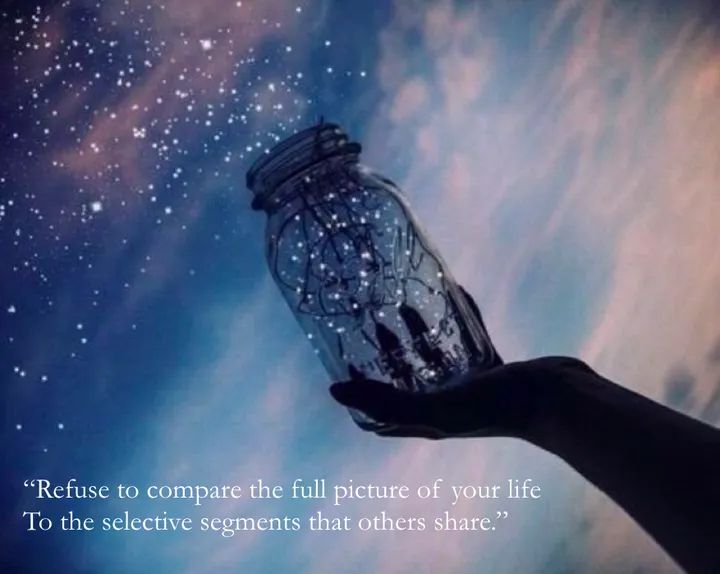 “Refuse to compare the full picture of your life
To the selective segments that others share.”